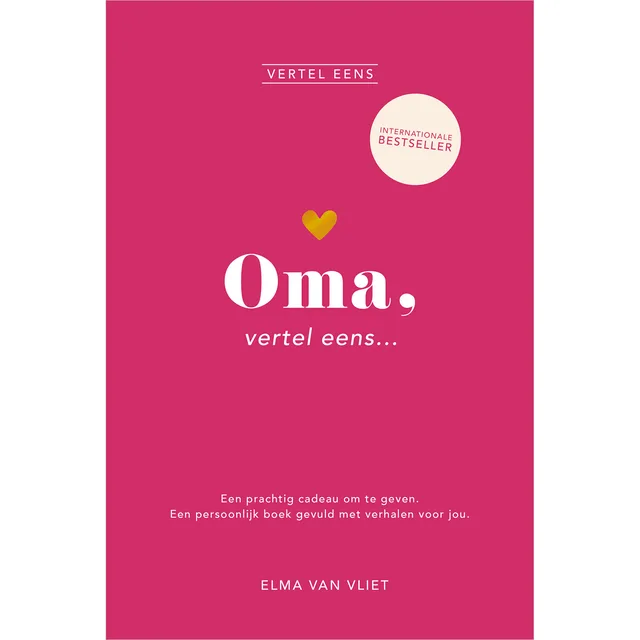 VERTEL EENS
INTERNATIONALE
BESTSELLER
Oma,
vertel eens...
Een prachtig cadeau om te geven.
Een persoonlijk boek gevuld met verhalen voor jou.
ELMA VAN VLIET